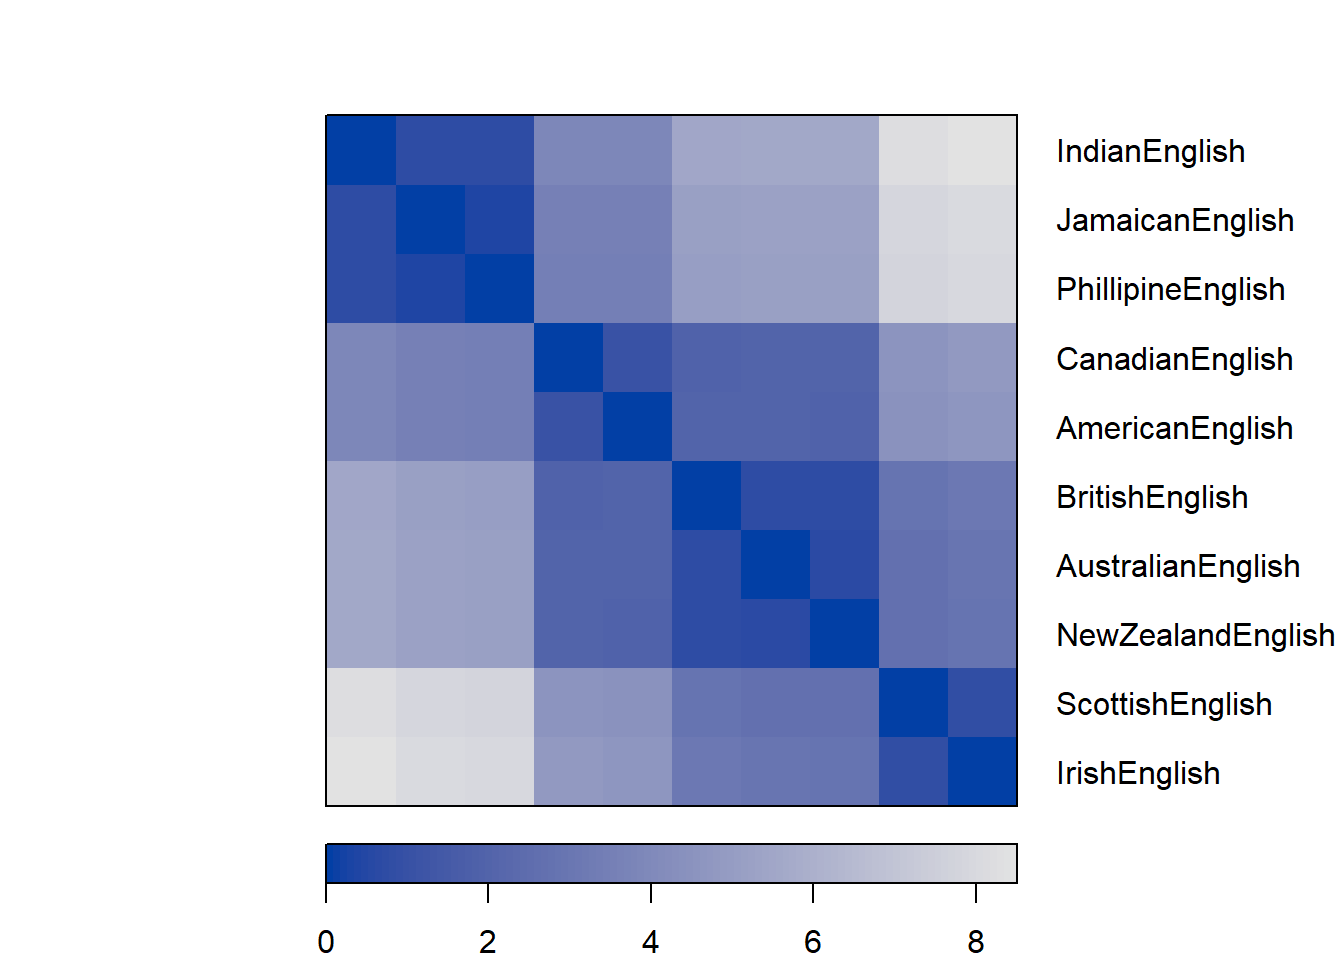 IndianEnglish
JamaicanEnglish
PhillipineEnglish
CanadianEnglish
AmericanEnglish
BritishEnglish
AustralianEnglish
NewZealandEnglish
ScottishEnglish
IrishEnglish
0 2 4 6 8